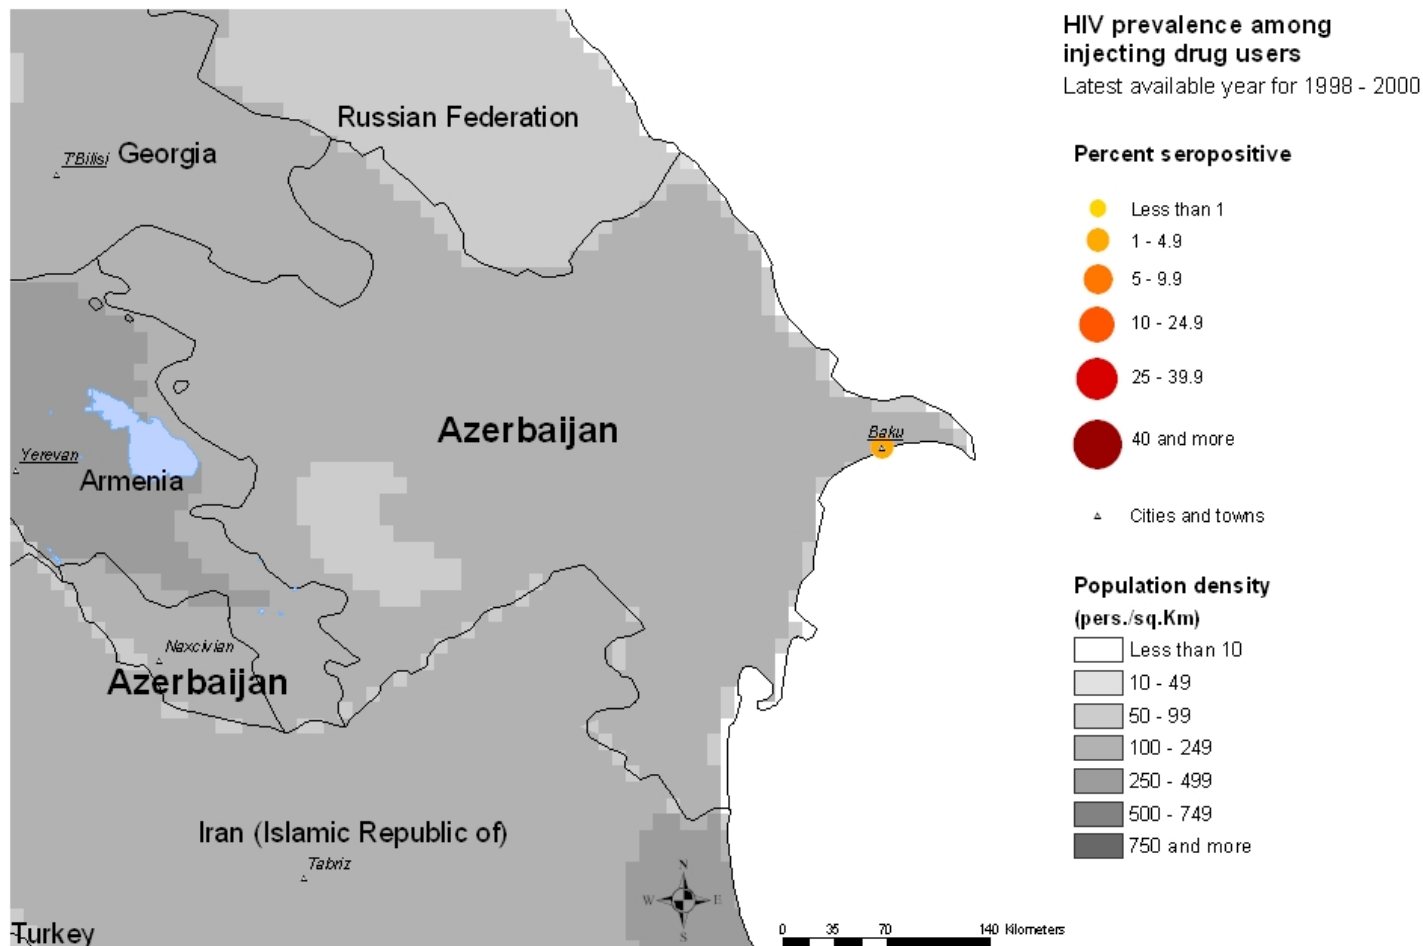 HIV prevalence among
injecting drug users
Latest available year for 1998 - 2000
Percent seropositive
Less than 1
1 - 4.9
5 - 9.9
10 - 24.9
25 - 39.9
40 and more
Cities and towns
Population density
(pers./sq.Km)
Less than 10
10 - 49
50 - 99
100 - 249
250 - 499
500 - 749
750 and more
Russian Federation
T'Bilisi
Georgia
Azerbaijan
Baku
Yerevan
Armenia
Naxcivian
Azerbaijan
Iran (Islamic Republic of)
Tabriz
Turkey
N
W E
S
0 35 70 140 Kilometers